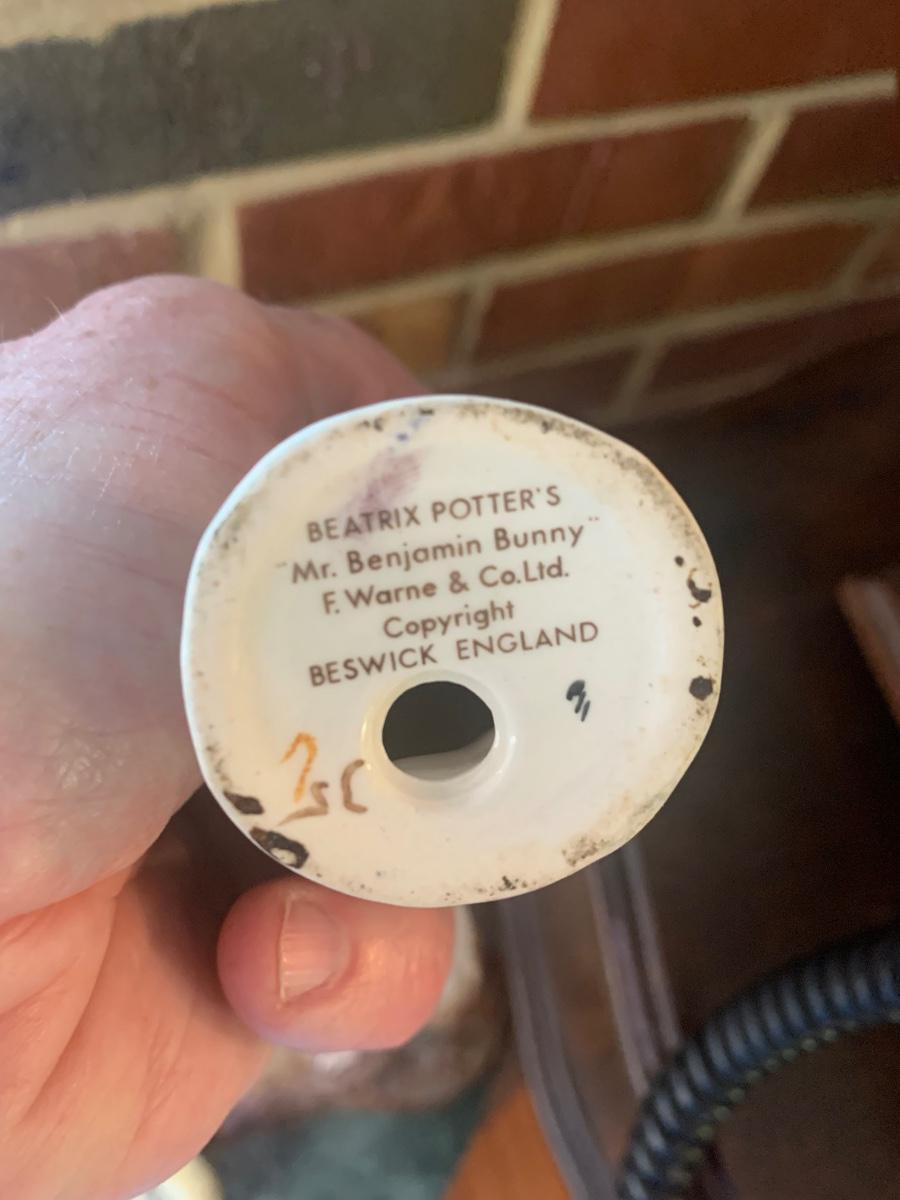 BEATRIX POTTER'S
"Mr. Benjamin Bunny"
F. Warne & Co.Ltd.
Copyright
BESWICK ENGLAND